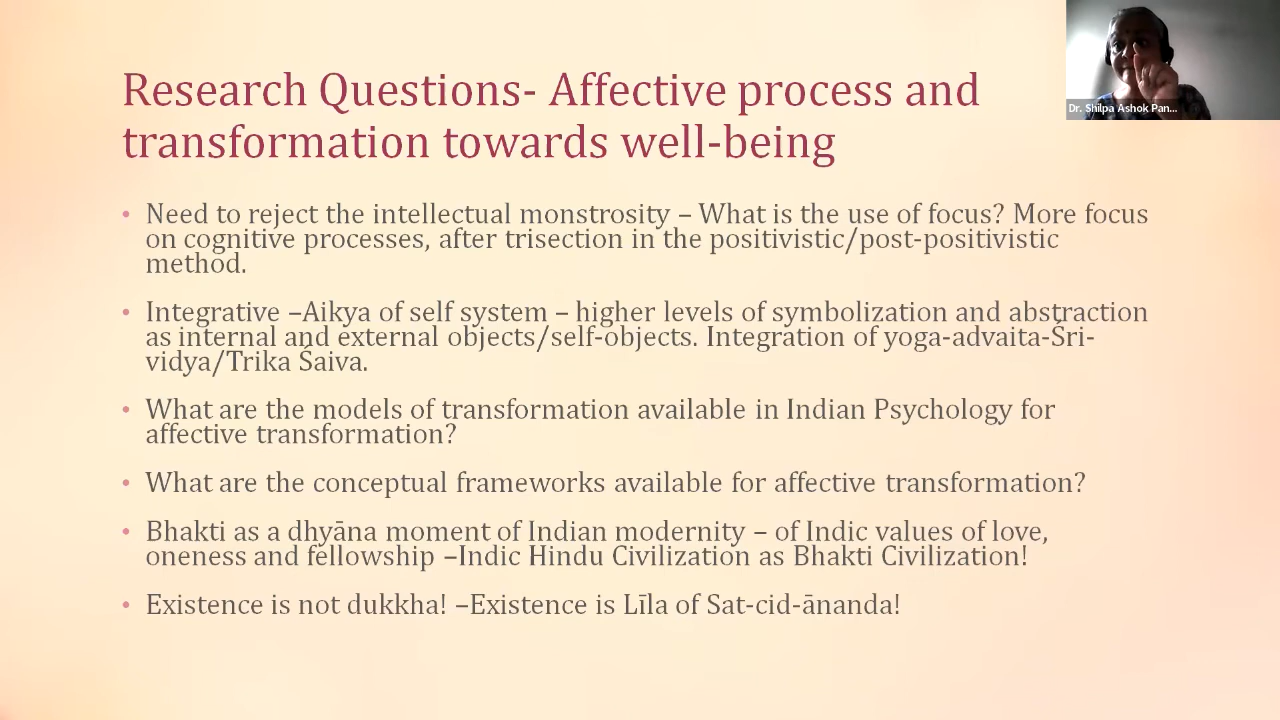 Research Questions- Affective process and
transformation towards well-being
Dr. Shilpa Ashok Pan...
• Need to reject the intellectual monstrosity – What is the use of focus? More focus
on cognitive processes, after trisection in the positivistic/post-positivistic
method.
• Integrative –Aikya of self system – higher levels of symbolization and abstraction
as internal and external objects/self-objects. Integration of yoga-advaita-Śri-
vidya/Trika Śaiva.
• What are the models of transformation available in Indian Psychology for
affective transformation?
• What are the conceptual frameworks available for affective transformation?
• Bhakti as a dhyāna moment of Indian modernity – of Indic values of love,
oneness and fellowship –Indic Hindu Civilization as Bhakti Civilization!
• Existence is not dukkha! –Existence is Līla of Sat-cid-ānanda!